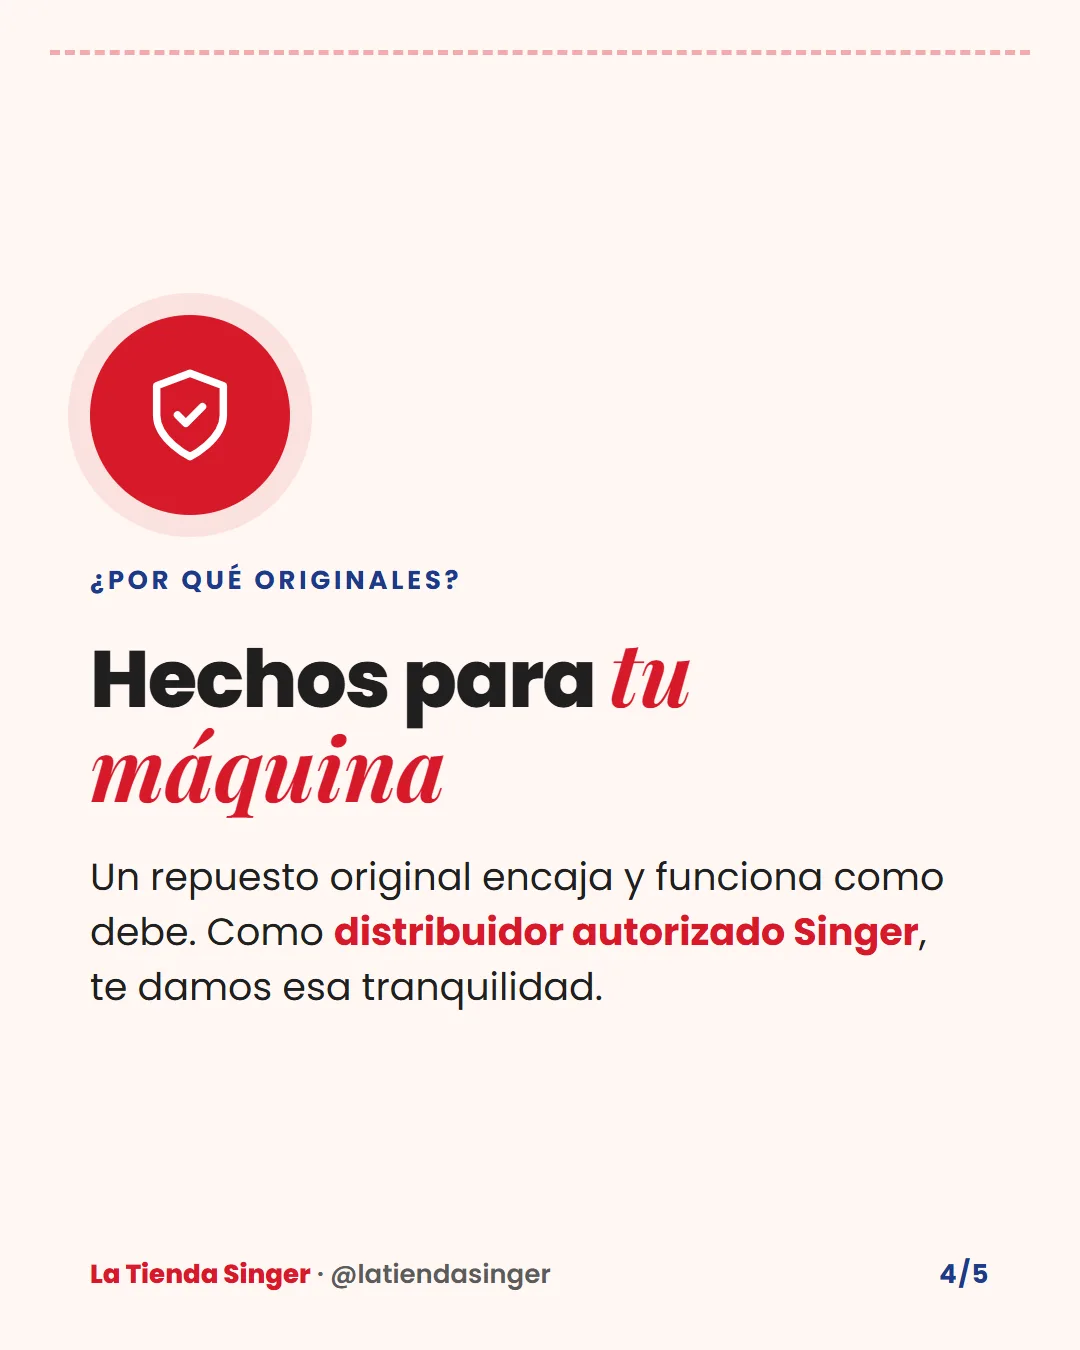 ¿POR QUÉ ORIGINALES?
Hechos para tu
máquina
Un repuesto original encaja y funciona como
debe. Como distribuidor autorizado Singer,
te damos esa tranquilidad.
La Tienda Singer · @latiendasinger
4/5